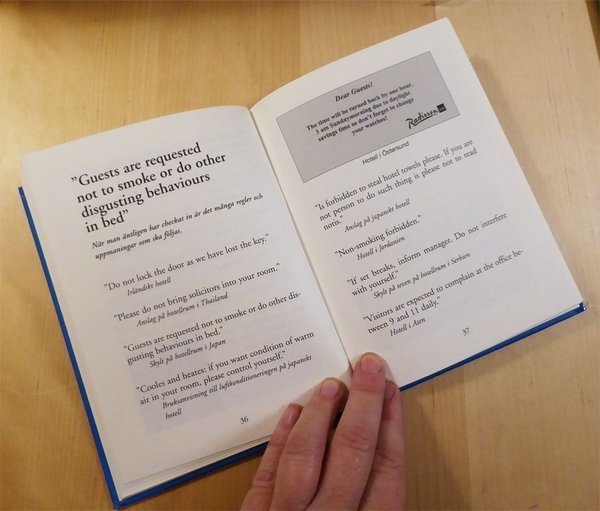 ”Guests are requested
not to smoke or do other
disgusting behaviours
in bed”
När man äntligen har checkat in är det många regler och
uppmaningar som ska följas.
”Do not lock the door as we have lost the key.”
Irländskt hotell
”Please do not bring solicitors into your room.”
Anslag på hotellrum i Thailand
”Guests are requested not to smoke or do other dis-
gusting behaviours in bed.”
Skylt på hotellrum i Japan
”Cooles and heates: if you want condition of warm
air in your room, please control yourself.”
Bruksanvisning till luftkonditioneringen på japanskt
hotell
36
Dear Guests!
The time will be turned back by one hour,
3 am Sundaymorning due to daylight
savings time so don't forget to change
your watches!
Radisson
Hotell i Östersund
”Is forbidden to steal hotel towels please. If you are
not person to do such thing is please not to read
notis.”
Anslag på japanskt hotell
”Non-smoking forbidden.”
Hotell i Jordanien
”If set breaks, inform manager. Do not interfere
with yourself.”
Skylt på teven på hotellrum i Serbien
”Visitors are expected to complain at the office be-
tween 9 and 11 daily.”
Hotell i Aten
37